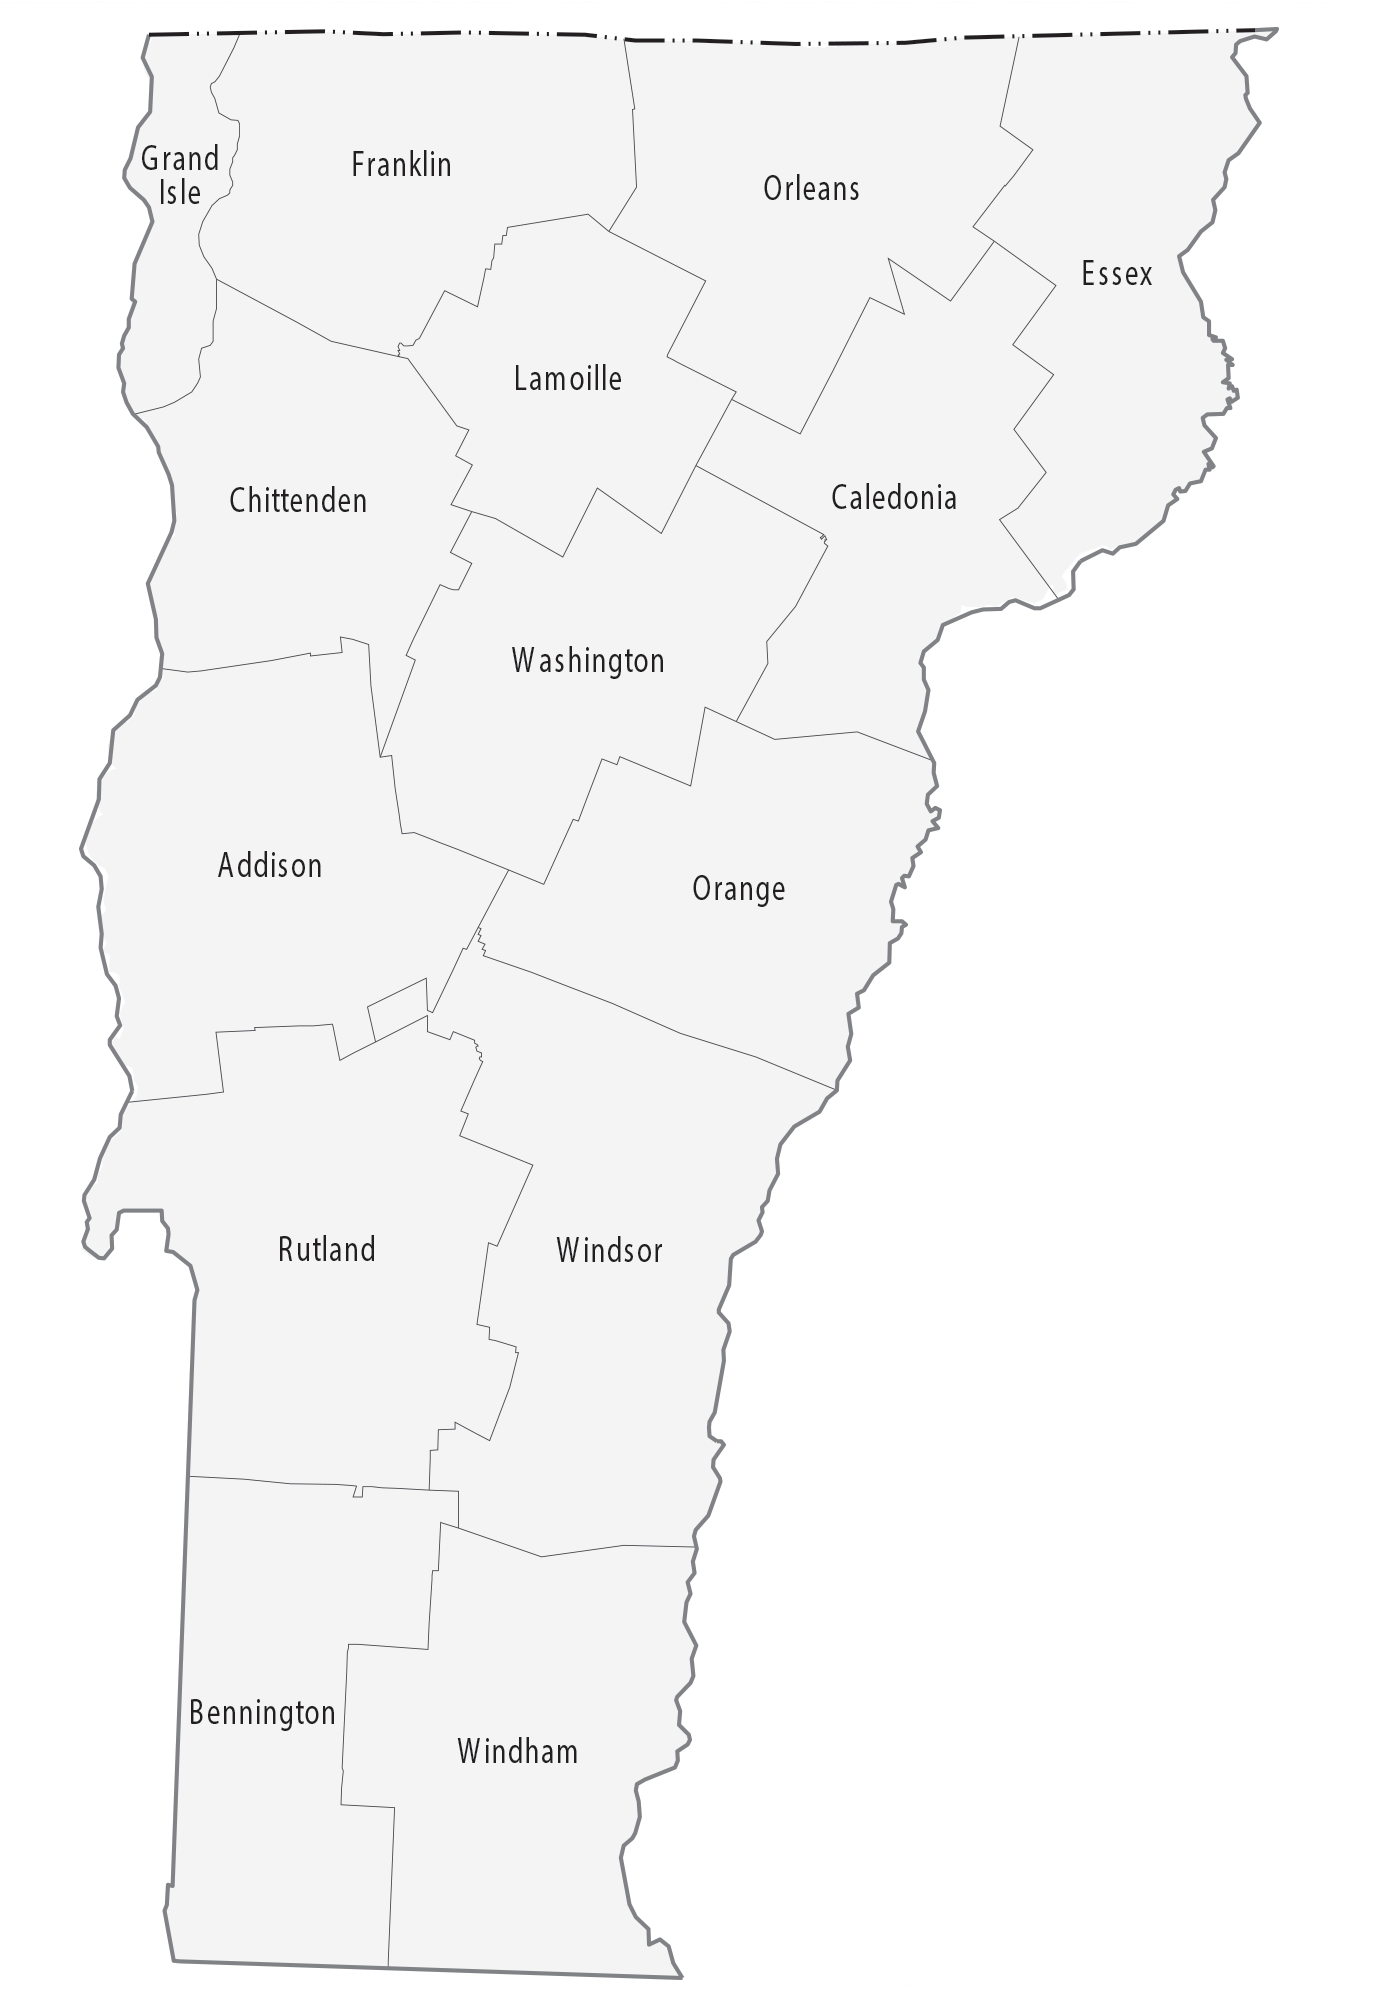 Grand
Isle
Franklin
Orleans
Essex
Lamoille
Chittenden
Caledonia
Washington
Addison
Orange
Rutland
Windsor
Bennington
Windham